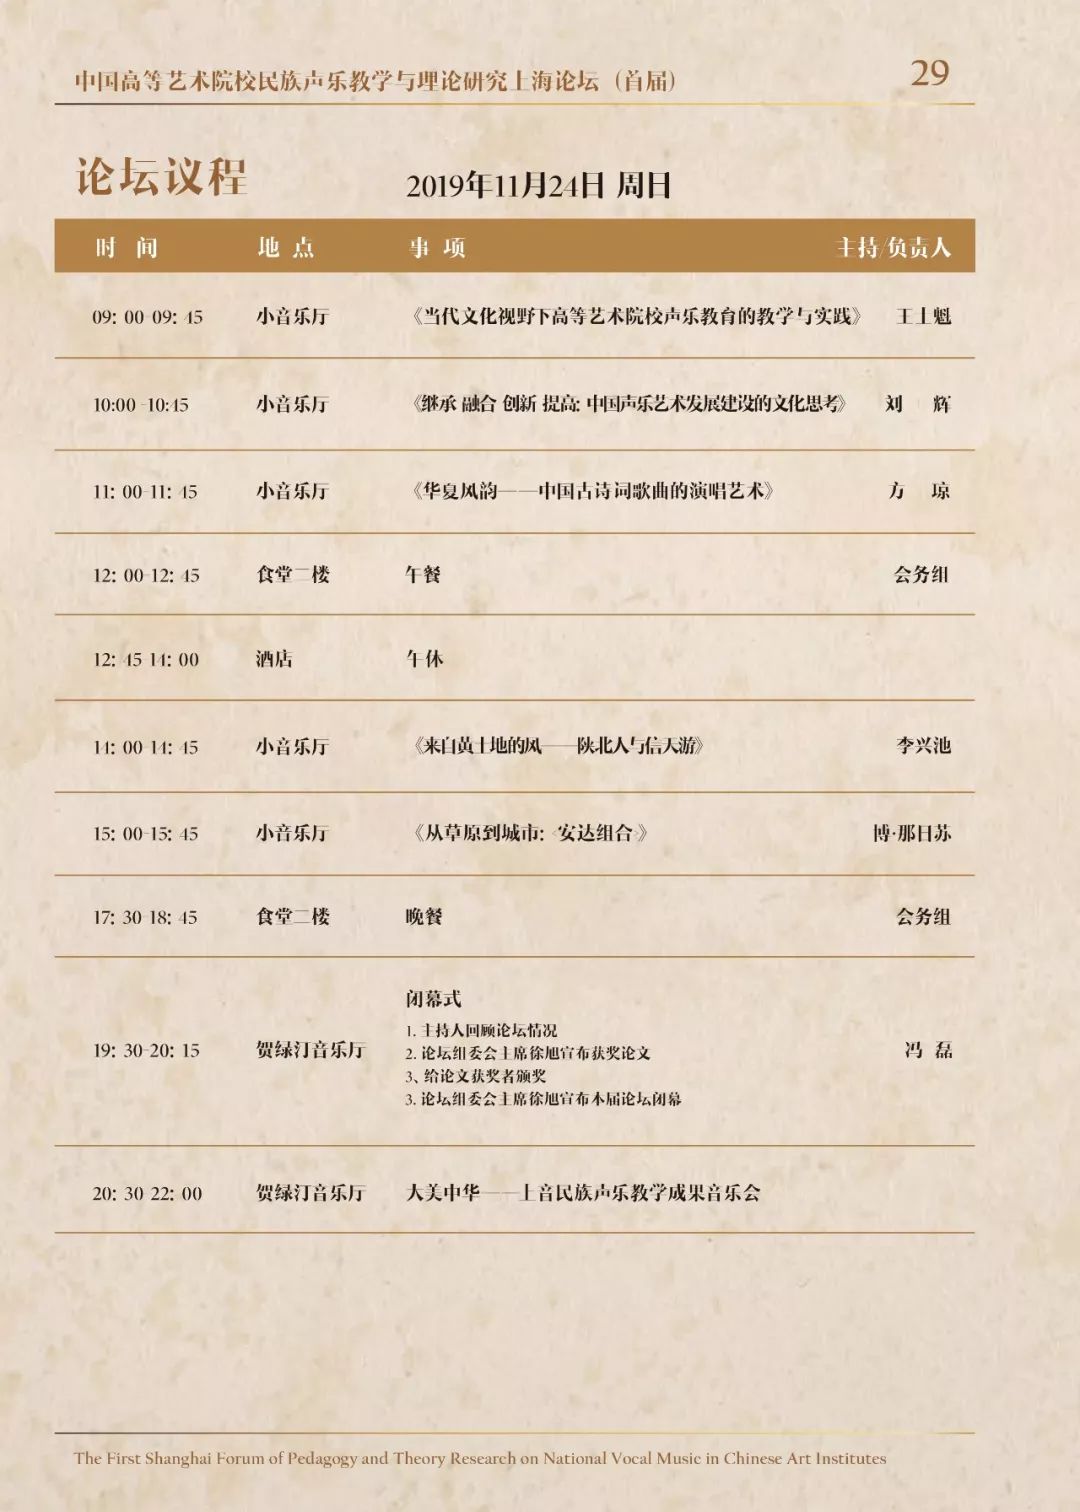 中国高等艺术院校民族声乐教学与理论研究上海论坛（首届） 29
论坛议程 2019年11月24日 周日
时 间 地 点 事 项 主持/负责人
09：00-09：45 小音乐厅 《当代文化视野下高等艺术院校声乐教育的教学与实践》 王士魁
10:00 -10:45 小音乐厅 《继承 融合 创新 提高：中国声乐艺术发展建设的文化思考》 刘 辉
11：00-11：45 小音乐厅 《华夏风韵——中国古诗词歌曲的演唱艺术》 方 琼
12：00-12：45 食堂二楼 午餐 会务组
12：45-14：00 酒店 午休
14：00-14：45 小音乐厅 《来自黄土地的风——陕北人与信天游》 李兴池
15：00-15：45 小音乐厅 《从草原到城市：<安达组合>》 博·那日苏
17：30-18：45 食堂二楼 晚餐 会务组
闭幕式
1. 主持人回顾论坛情况
19：30-20：15 贺绿汀音乐厅 2. 论坛组委会主席徐旭宣布获奖论文 冯 磊
3、给论文获奖者颁奖
3. 论坛组委会主席徐旭宣布本届论坛闭幕
20：30-22：00 贺绿汀音乐厅 大美中华——上音民族声乐教学成果音乐会
The First Shanghai Forum of Pedagogy and Theory Research on National Vocal Music in Chinese Art Institutes